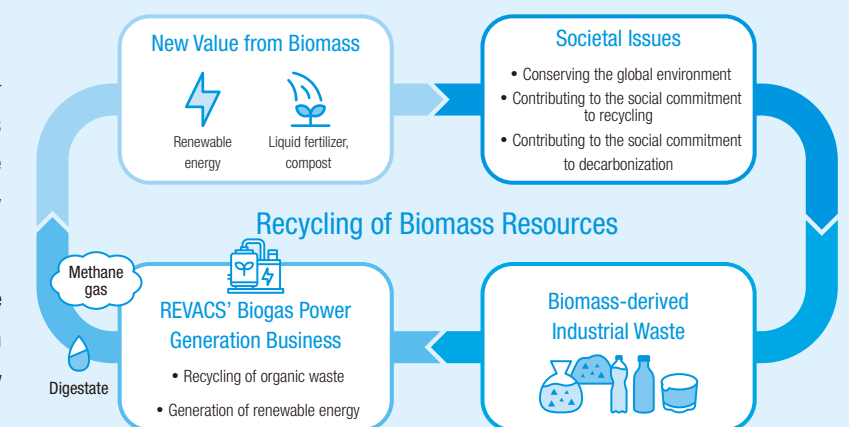 New Value from Biomass
Renewable
energy
Liquid fertilizer,
compost
Societal Issues
• Conserving the global environment
• Contributing to the social commitment
to recycling
• Contributing to the social commitment
to decarbonization
Recycling of Biomass Resources
Methane
gas
Digestate
REVACS’ Biogas Power
Generation Business
• Recycling of organic waste
• Generation of renewable energy
Biomass-derived
Industrial Waste